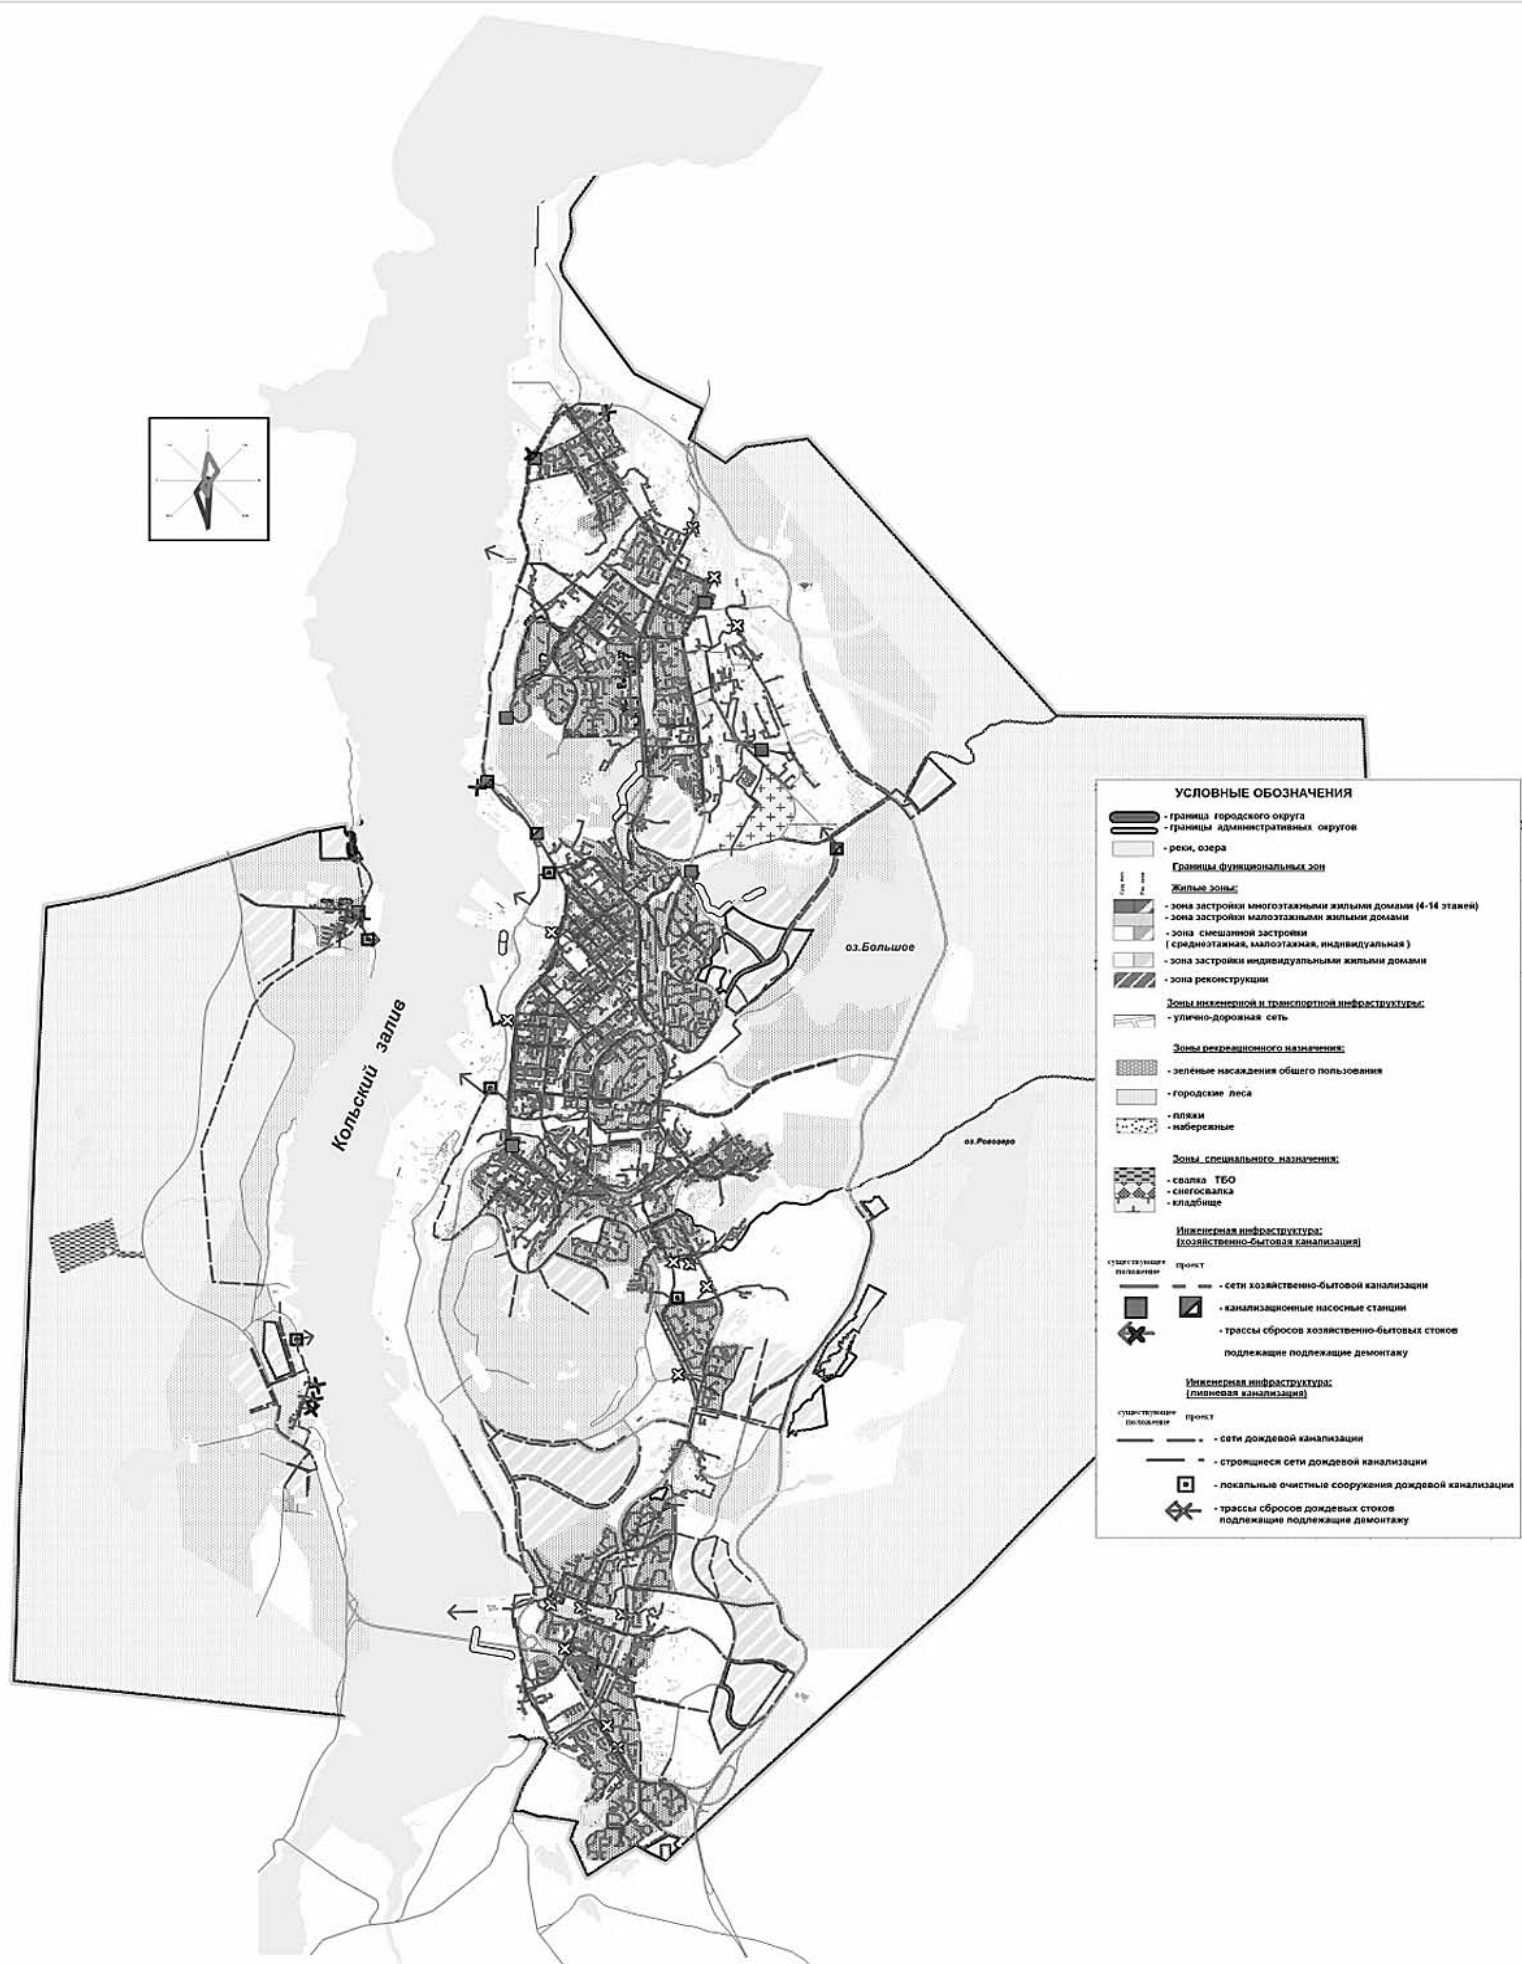 Кольский залив
оз.Большое
оз.Ровозеро
УСЛОВНЫЕ ОБОЗНАЧЕНИЯ
- граница городского округа
- границы административных округов
- реки, озера
Границы функциональных зон
Жилые зоны:
- зона застройки многоэтажными жилыми домами (4-14 этажей)
- зона застройки малоэтажными жилыми домами
- зона смешанной застройки
( среднеэтажная, малоэтажная, индивидуальная )
- зона застройки индивидуальными жилыми домами
- зона реконструкции
Зоны инженерной и транспортной инфраструктуры:
- улично-дорожная сеть
Зоны рекреационного назначения:
- зелёные насаждения общего пользования
- городские леса
- пляжи
- набережные
Зоны специального назначения:
- свалка ТБО
- снегосвалка
- кладбище
Инженерная инфраструктура:
(хозяйственно-бытовая канализация)
существующее положение проект
- сети хозяйственно-бытовой канализации
- канализационные насосные станции
- трассы сбросов хозяйственно-бытовых стоков
подлежащие подлежащие демонтажу
Инженерная инфраструктура:
(ливневая канализация)
существующее положение проект
- сети дождевой канализации
- строящиеся сети дождевой канализации
- локальные очистные сооружения дождевой канализации
- трассы сбросов дождевых стоков
подлежащие подлежащие демонтажу